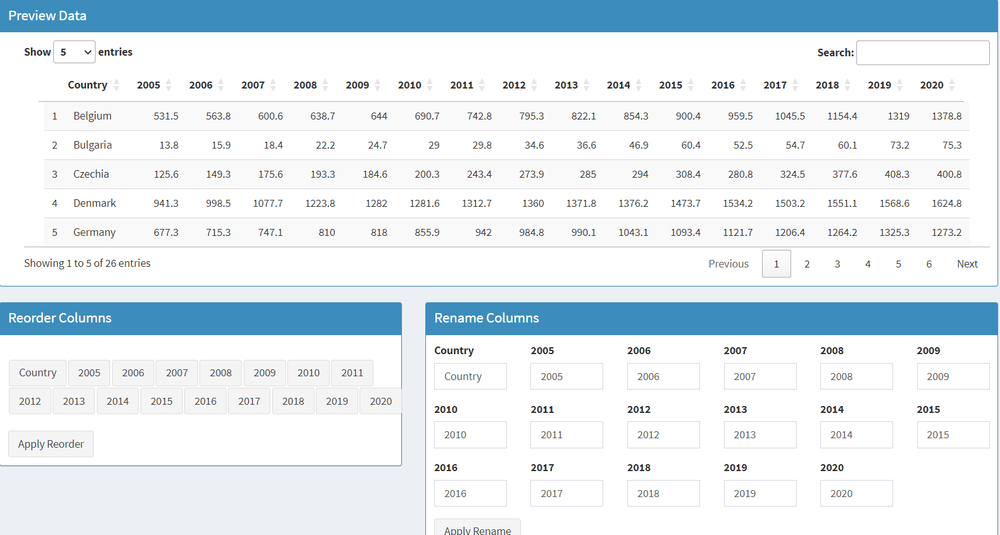 Preview Data
Show 5 entries Search:
Country 2005 2006 2007 2008 2009 2010 2011 2012 2013 2014 2015 2016 2017 2018 2019 2020
1 Belgium 531.5 563.8 600.6 638.7 644 690.7 742.8 795.3 822.1 854.3 900.4 959.5 1045.5 1154.4 1319 1378.8
2 Bulgaria 13.8 15.9 18.4 22.2 24.7 29 29.8 34.6 36.6 46.9 60.4 52.5 54.7 60.1 73.2 75.3
3 Czechia 125.6 149.3 175.6 193.3 184.6 200.3 243.4 273.9 285 294 308.4 280.8 324.5 377.6 408.3 400.8
4 Denmark 941.3 998.5 1077.7 1223.8 1282 1281.6 1312.7 1360 1371.8 1376.2 1473.7 1534.2 1503.2 1551.1 1568.6 1624.8
5 Germany 677.3 715.3 747.1 810 818 855.9 942 984.8 990.1 1043.1 1093.4 1121.7 1206.4 1264.2 1325.3 1273.2
Showing 1 to 5 of 26 entries Previous 1 2 3 4 5 6 Next
Reorder Columns
Country 2005 2006 2007 2008 2009 2010 2011
2012 2013 2014 2015 2016 2017 2018 2019 2020
Apply Reorder
Rename Columns
Country 2005 2006 2007 2008 2009
Country 2005 2006 2007 2008 2009
2010 2011 2012 2013 2014 2015
2010 2011 2012 2013 2014 2015
2016 2017 2018 2019 2020
2016 2017 2018 2019 2020
Apply Rename